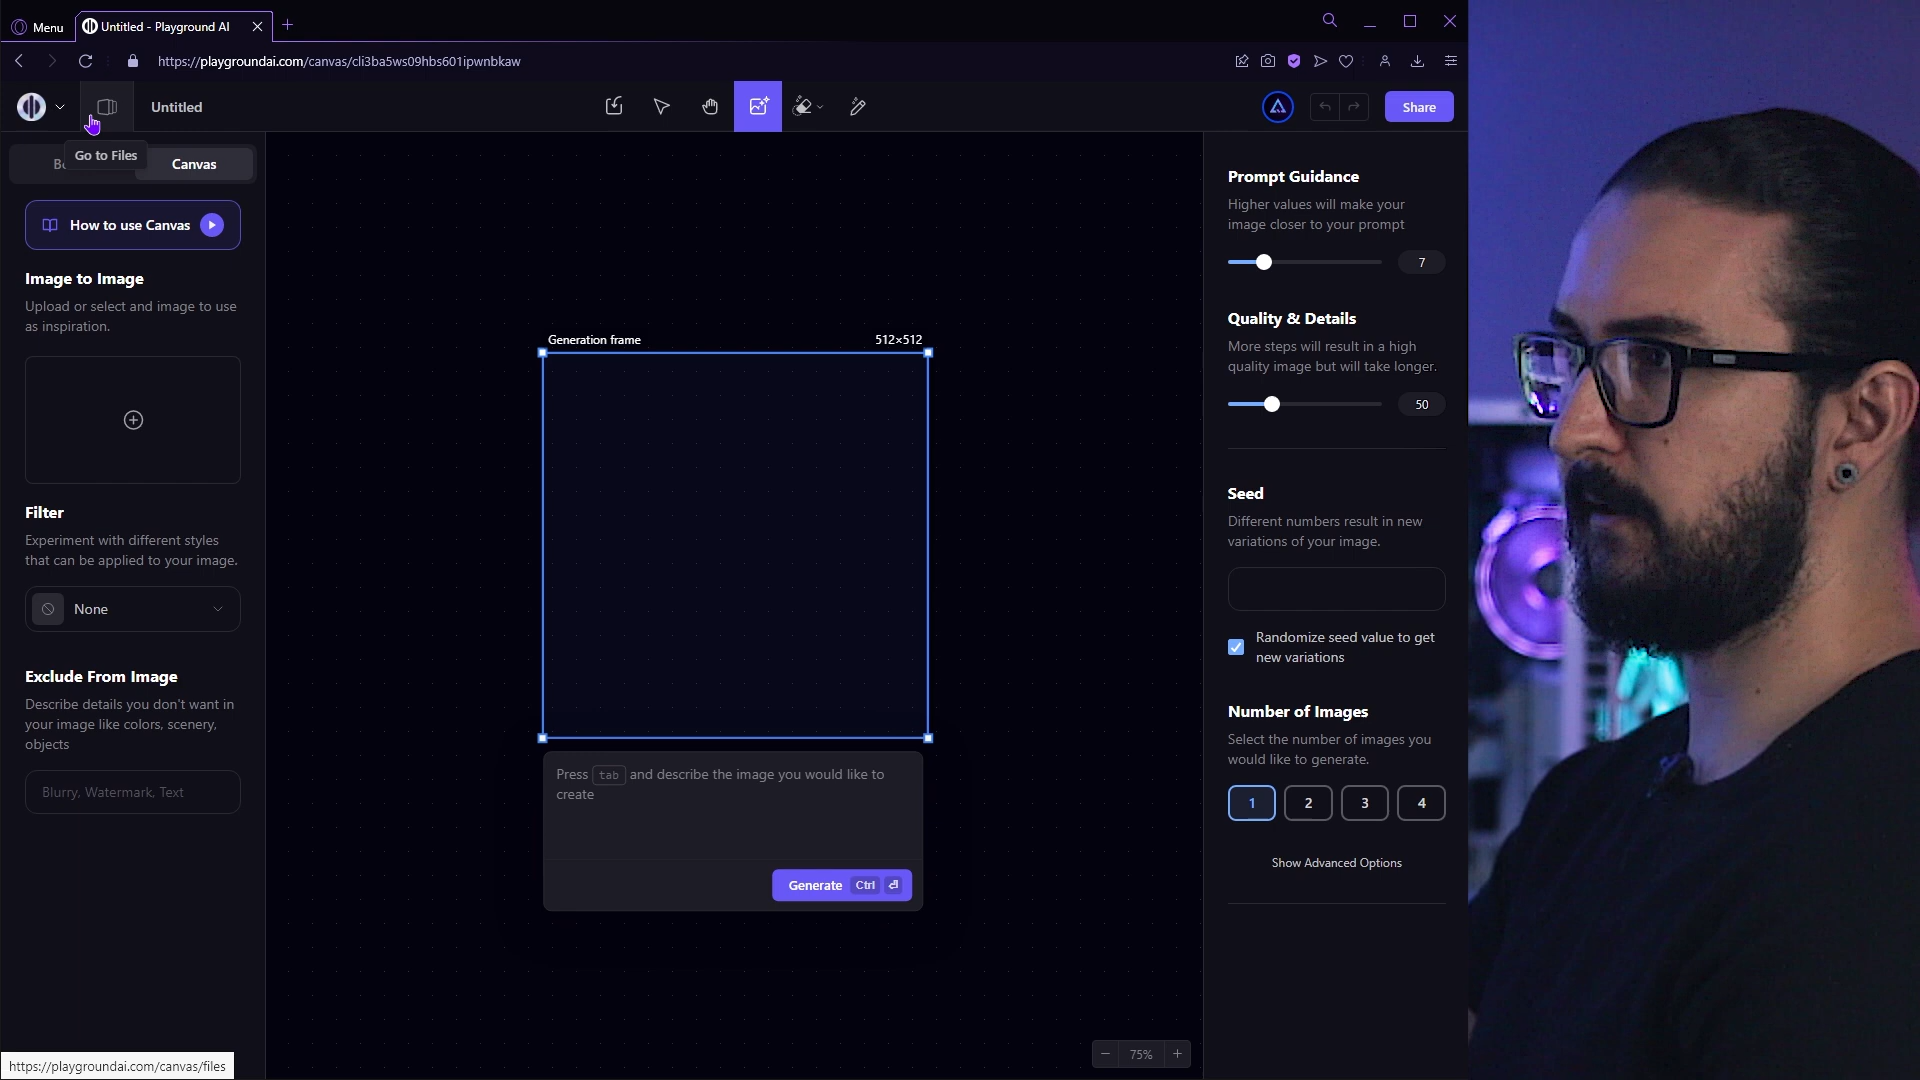 Menu
Untitled - Playground AI
https://playgroundai.com/canvas/cli3ba5ws09hbs601ipwnbkaw
Untitled
Share
Go to Files
Canvas
How to use Canvas
Image to Image
Upload or select and image to use
as inspiration.
Filter
Experiment with different styles
that can be applied to your image.
None
Exclude From Image
Describe details you don't want in
your image like colors, scenery,
objects
Blurry, Watermark, Text
Generation frame 512×512
Press tab and describe the image you would like to
create
Generate Ctrl
75%
Prompt Guidance
Higher values will make your
image closer to your prompt
7
Quality & Details
More steps will result in a high
quality image but will take longer.
50
Seed
Different numbers result in new
variations of your image.
Randomize seed value to get
new variations
Number of Images
Select the number of images you
would like to generate.
1 2 3 4
Show Advanced Options
https://playgroundai.com/canvas/files